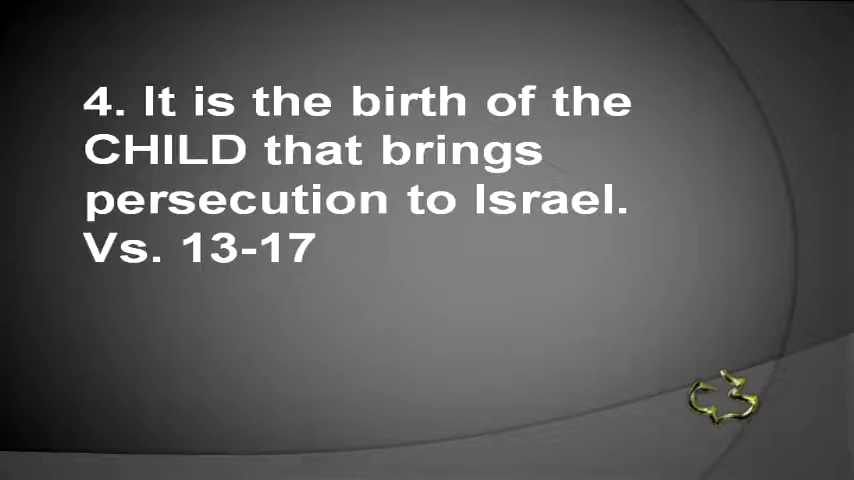 4. It is the birth of the
CHILD that brings
persecution to Israel.
Vs. 13-17